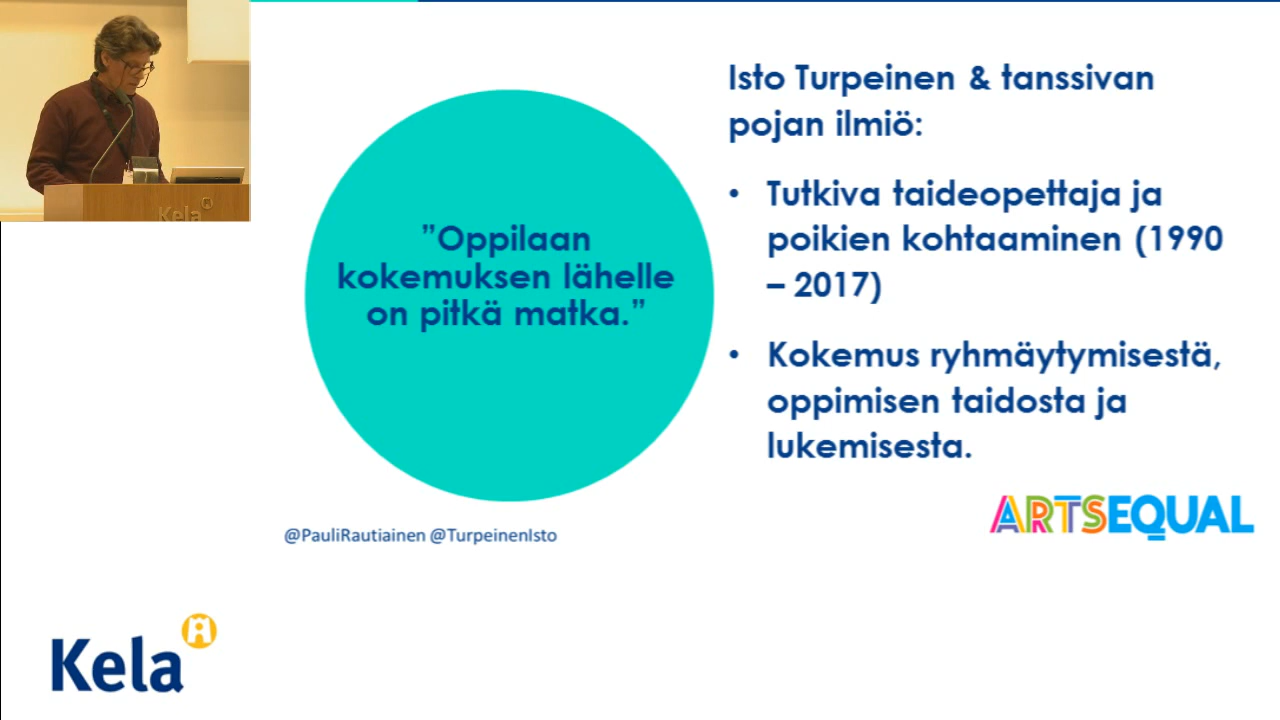 Kela
"Oppilaan
kokemuksen lähelle
on pitkä matka."
Isto Turpeinen & tanssivan
pojan ilmiö:
• Tutkiva taideopettaja ja
poikien kohtaaminen (1990
– 2017)
• Kokemus ryhmäytymisestä,
oppimisen taidosta ja
lukemisesta.
ARTSEQUAL
@PauliRautiainen @TurpeinenIsto
Kela